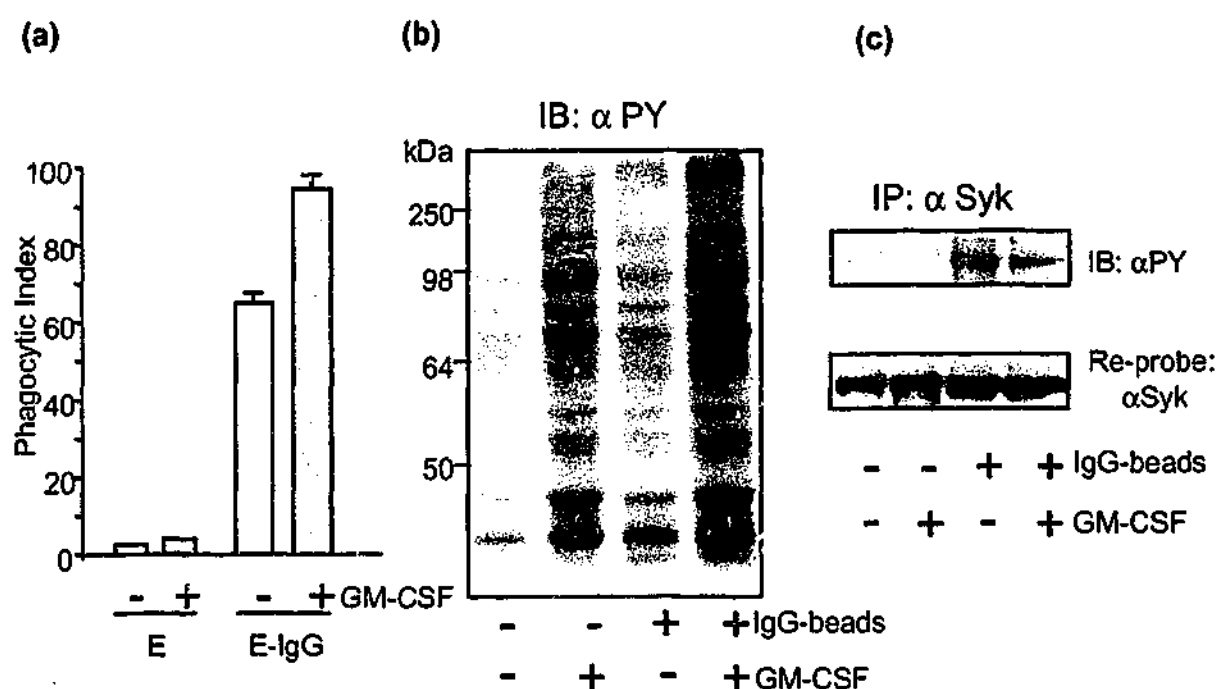 (a)
Phagocytic Index
100
80
60
40
20
0
- + - + GM-CSF
E E-IgG
(b)
IB: α PY
kDa
250
98
64
50
- - + + IgG-beads
- + - + GM-CSF
(c)
IP: α Syk
IB: αPY
Re-probe:
αSyk
- - + + IgG-beads
- + - + GM-CSF